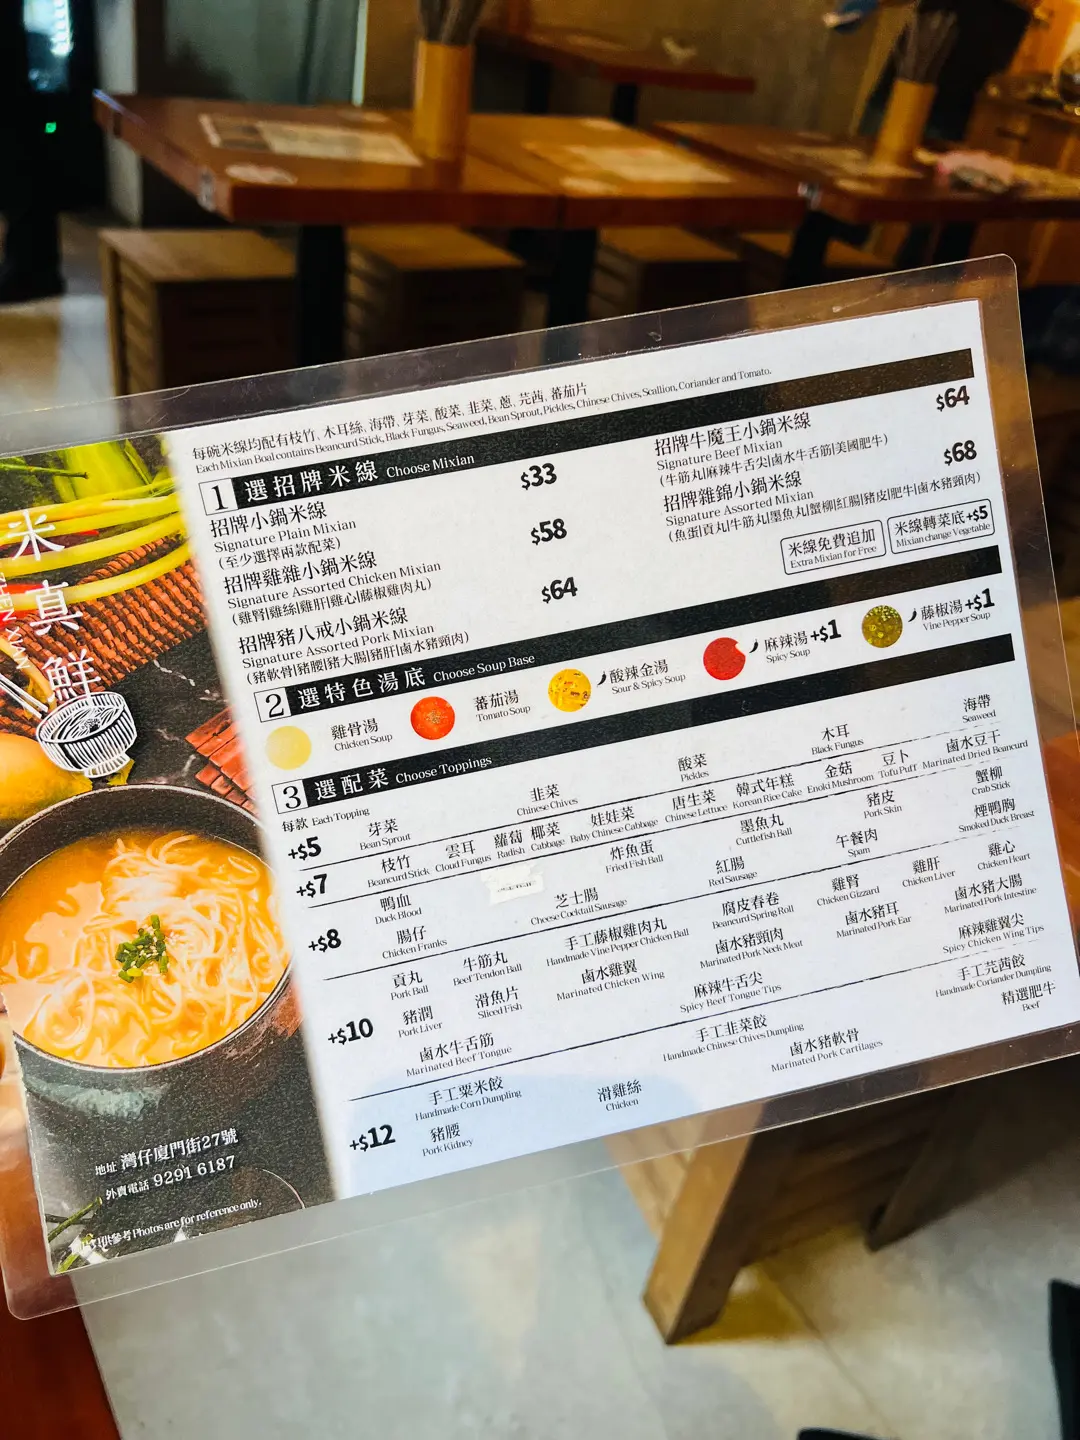 每碗米線均配有枝竹, 木耳絲, 海帶, 芽菜, 酸菜, 韭菜, 蔥, 芫茜, 蕃茄片
Each Mixian Boal contains Beancurd Stick, Black Fungus, Seaweed, Bean Sprout, Pickles, Chinese Chives, Scallion, Coriander and Tomato.
1 選招牌米線 Choose Mixian
招牌小鍋米線 $33
Signature Plain Mixian
(至少選擇兩款配菜)
招牌雞雜小鍋米線 $58
Signature Assorted Chicken Mixian
(雞腎|雞絲|雞肝|雞心|藤椒雞肉丸)
招牌豬八戒小鍋米線 $64
Signature Assorted Pork Mixian
(豬軟骨|豬腰|豬大腸|豬肝|鹵水豬頸肉)
招牌牛魔王小鍋米線 $64
Signature Beef Mixian
(牛筋丸|麻辣牛舌尖|鹵水牛舌筋|美國肥牛)
招牌雜錦小鍋米線 $68
Signature Assorted Mixian
(魚蛋|貢丸|牛筋丸|墨魚丸|蟹柳|紅腸|豬皮|肥牛|鹵水豬頸肉)
米線免費追加
Extra Mixian for Free
米線轉菜底+$5
Mixian change Vegetable
2 選特色湯底 Choose Soup Base
雞骨湯
Chicken Soup
蕃茄湯
Tomato Soup
酸辣金湯
Sour & Spicy Soup
麻辣湯+$1
Spicy Soup
藤椒湯+$1
Vine Pepper Soup
3 選配菜 Choose Toppings
每款 Each Topping
+$5
芽菜
Bean Sprout
韭菜
Chinese Chives
酸菜
Pickles
木耳
Black Fungus
海帶
Seaweed
+$7
枝竹
Beancurd Stick
雲耳
Cloud Fungus
蘿蔔
Radish
椰菜
Cabbage
娃娃菜
Baby Chinese Cabbage
唐生菜
Chinese Lettuce
韓式年糕
Korean Rice Cake
金菇
Enoki Mushroom
豆卜
Tofu Puff
鹵水豆干
Marinated Dried Beancurd
+$8
鴨血
Duck Blood
炸魚蛋
Fried Fish Ball
墨魚丸
Curtlefish Ball
豬皮
Pork Skin
蟹柳
Crab Stick
腸仔
Chicken Franks
芝士腸
Cheese Cocktail Sausage
紅腸
Red Sausage
午餐肉
Spam
煙鴨胸
Smoked Duck Breast
+$10
貢丸
Pork Ball
牛筋丸
Beef Tendon Ball
手工藤椒雞肉丸
Handmade Vine Pepper Chicken Ball
腐皮春卷
Beancurd Spring Roll
雞腎
Chicken Gizzard
雞肝
Chicken Liver
雞心
Chicken Heart
豬潤
Pork Liver
滑魚片
Sliced Fish
鹵水雞翼
Marinated Chicken Wing
鹵水豬頸肉
Marinated Pork Neck Meat
鹵水豬耳
Marinated Pork Ear
鹵水豬大腸
Marinated Pork Intestine
鹵水牛舌筋
Marinated Beef Tongue
麻辣牛舌尖
Spicy Beef Tongue Tips
麻辣雞翼尖
Spicy Chicken Wing Tips
+$12
手工粟米餃
Handmade Corn Dumpling
手工韭菜餃
Handmade Chinese Chives Dumpling
手工芫茜餃
Handmade Coriander Dumpling
豬腰
Pork Kidney
滑雞絲
Chicken
鹵水豬軟骨
Marinated Pork Cartilages
精選肥牛
Beef
米真鮮
地址 灣仔廈門街27號
外賣電話 9291 6187
供參考 Photos are for reference only.